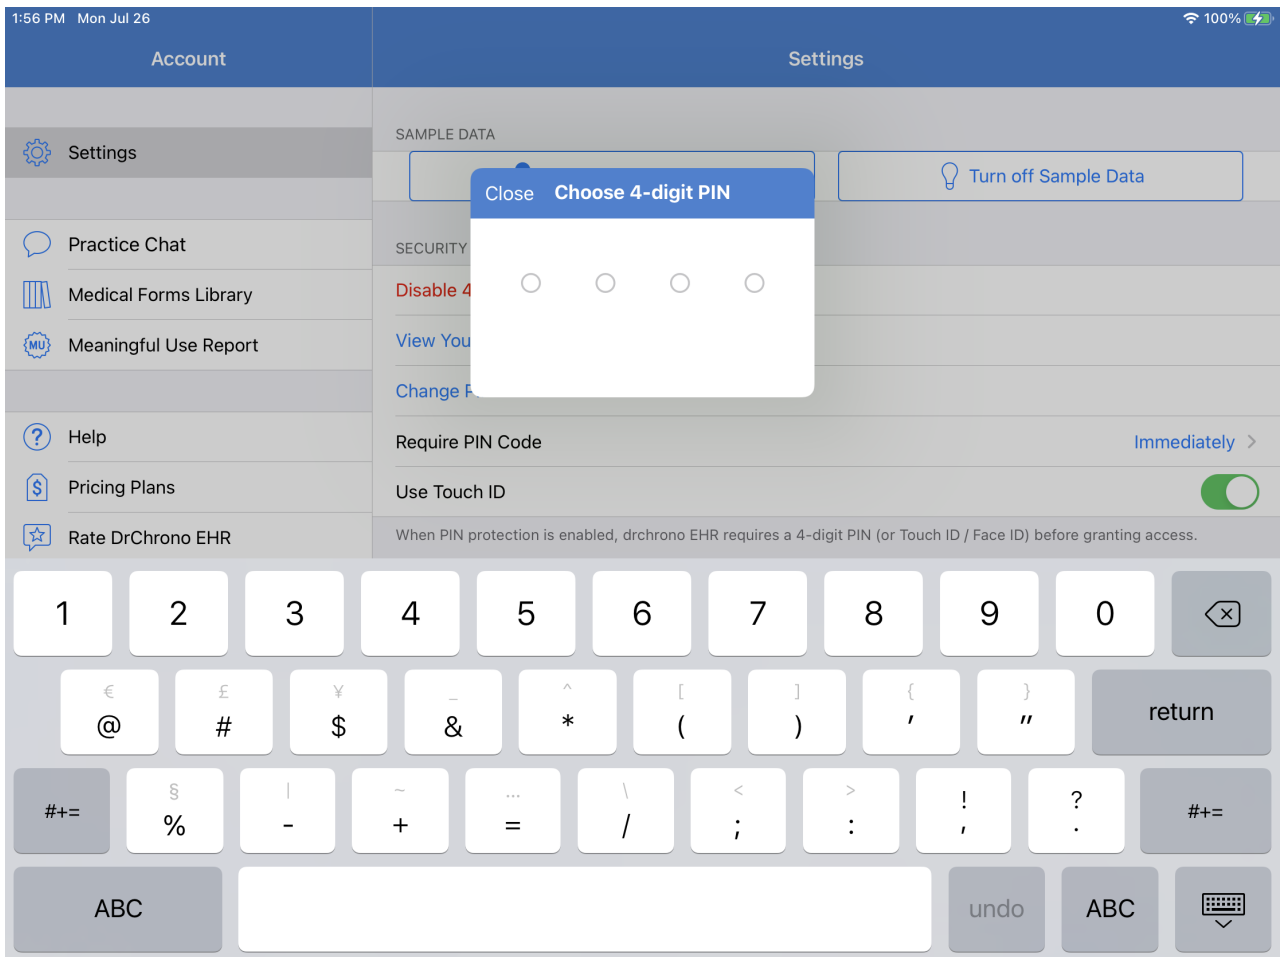 1:56 PM Mon Jul 26
100%
Account
Settings
Settings
Practice Chat
Medical Forms Library
MU
Meaningful Use Report
?
Help
$
Pricing Plans
Rate DrChrono EHR
SAMPLE DATA
Turn off Sample Data
Close Choose 4-digit PIN
SECURITY
Disable 4
View You
Change P
Require PIN Code Immediately
Use Touch ID
When PIN protection is enabled, drchrono EHR requires a 4-digit PIN (or Touch ID / Face ID) before granting access.
1 2 3 4 5 6 7 8 9 0
€ £ ¥ _ ^ [ ] { }
@ # $ & * ( ) ' " return
§ | ~ … \ < > ! ?
#+= % - + = / ; : , . #+=
ABC undo ABC